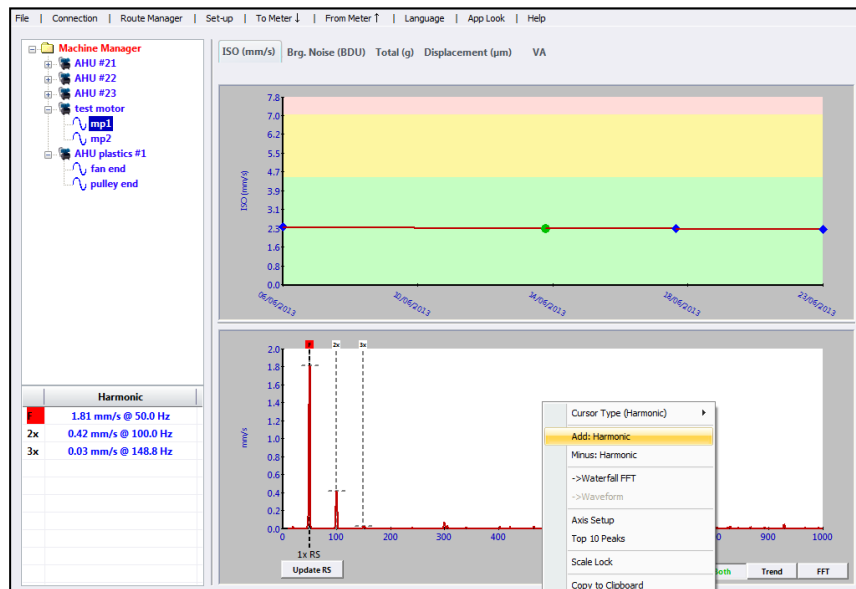 File | Connection | Route Manager | Set-up | To Meter ↓ | From Meter ↑ | Language | App Look | Help
Machine Manager
AHU #21
AHU #22
AHU #23
test motor
mp1
mp2
AHU plastics #1
fan end
pulley end
ISO (mm/s) Brg. Noise (BDU) Total (g) Displacement (µm) VA
7.8
7.0
6.2
5.5
4.7
3.9
3.1
2.3
1.6
0.8
0.0
ISO (mm/s)
06/06/2013 10/06/2013 14/06/2013 18/06/2013 23/06/2013
Harmonic
F 1.81 mm/s @ 50.0 Hz
2x 0.42 mm/s @ 100.0 Hz
3x 0.03 mm/s @ 148.8 Hz
F 2x 3x
2.0
1.8
1.6
1.4
1.2
1.0
0.8
0.6
0.4
0.2
0.0
mm/s
0 100 200 300 400 800 900 1000
1x RS
Update RS
Cursor Type (Harmonic)
Add: Harmonic
Minus: Harmonic
->Waterfall FFT
->Waveform
Axis Setup
Top 10 Peaks
Scale Lock
Copy to Clipboard
Both Trend FFT